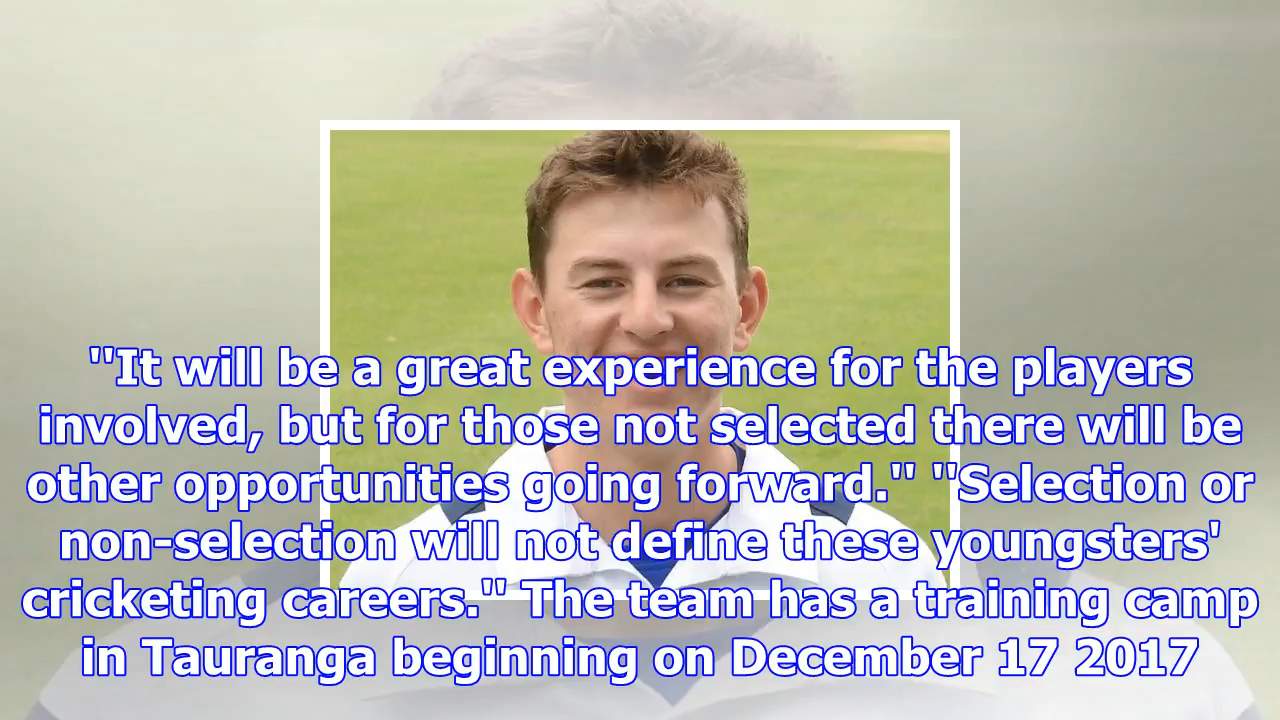 "It will be a great experience for the players
involved, but for those not selected there will be
other opportunities going forward." "Selection or
non-selection will not define these youngsters'
cricketing careers." The team has a training camp
in Tauranga beginning on December 17 2017